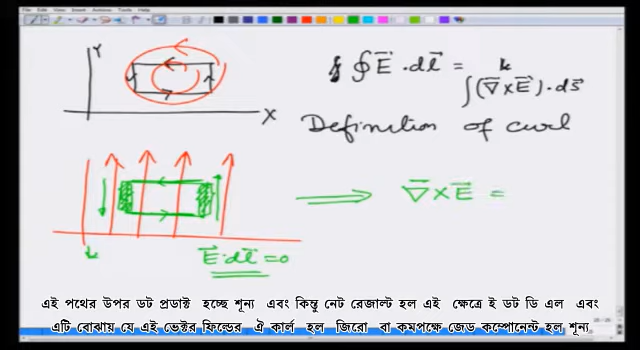 Y
X
∮ E⃗ . dl⃗ =
∫(∇⃗ × E⃗) . ds⃗
Definition of curl
∇⃗ × E⃗ =
E⃗ . dl⃗ = 0
এই পথের উপর ডট প্রডাক্ট হচ্ছে শূন্য এবং কিন্তু নেট রেজাল্ট হল এই ক্ষেত্রে ই ডট ডি এল এবং
এটি বোঝায় যে এই ভেক্টর ফিল্ডের ঐ কার্ল হল জিরো বা কমপক্ষে জেড কম্পোনেন্ট হল শূন্য